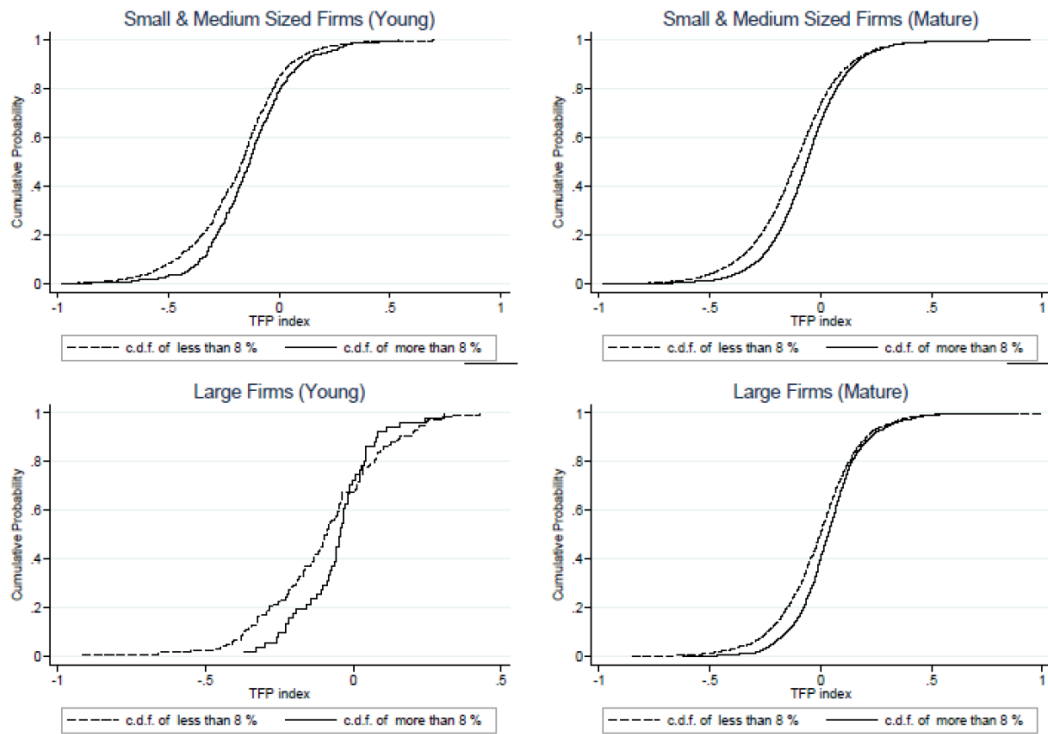 Small & Medium Sized Firms (Young)
Cumulative Probability
1
.8
.6
.4
.2
0
-1
-.5
0
.5
1
TFP index
c.d.f. of less than 8 %
c.d.f. of more than 8 %
Small & Medium Sized Firms (Mature)
Cumulative Probability
1
.8
.6
.4
.2
0
-1
-.5
0
.5
1
TFP index
c.d.f. of less than 8 %
c.d.f. of more than 8 %
Large Firms (Young)
Cumulative Probability
1
.8
.6
.4
.2
0
-1
-.5
0
.5
TFP index
c.d.f. of less than 8 %
c.d.f. of more than 8 %
Large Firms (Mature)
Cumulative Probability
1
.8
.6
.4
.2
0
-1
-.5
0
.5
1
TFP index
c.d.f. of less than 8 %
c.d.f. of more than 8 %